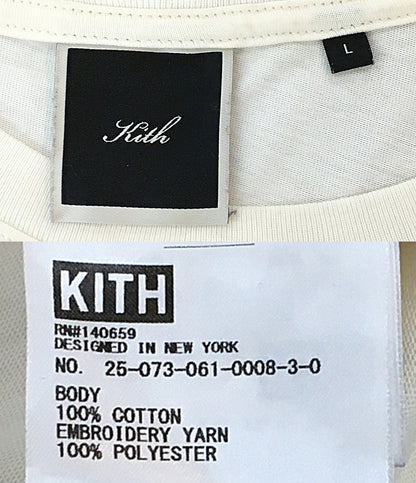 Kith
L
KITH
RN#140659
DESIGNED IN NEW YORK
NO. 25-073-061-0008-3-0
BODY
100% COTTON
EMBROIDERY YARN
100% POLYESTER